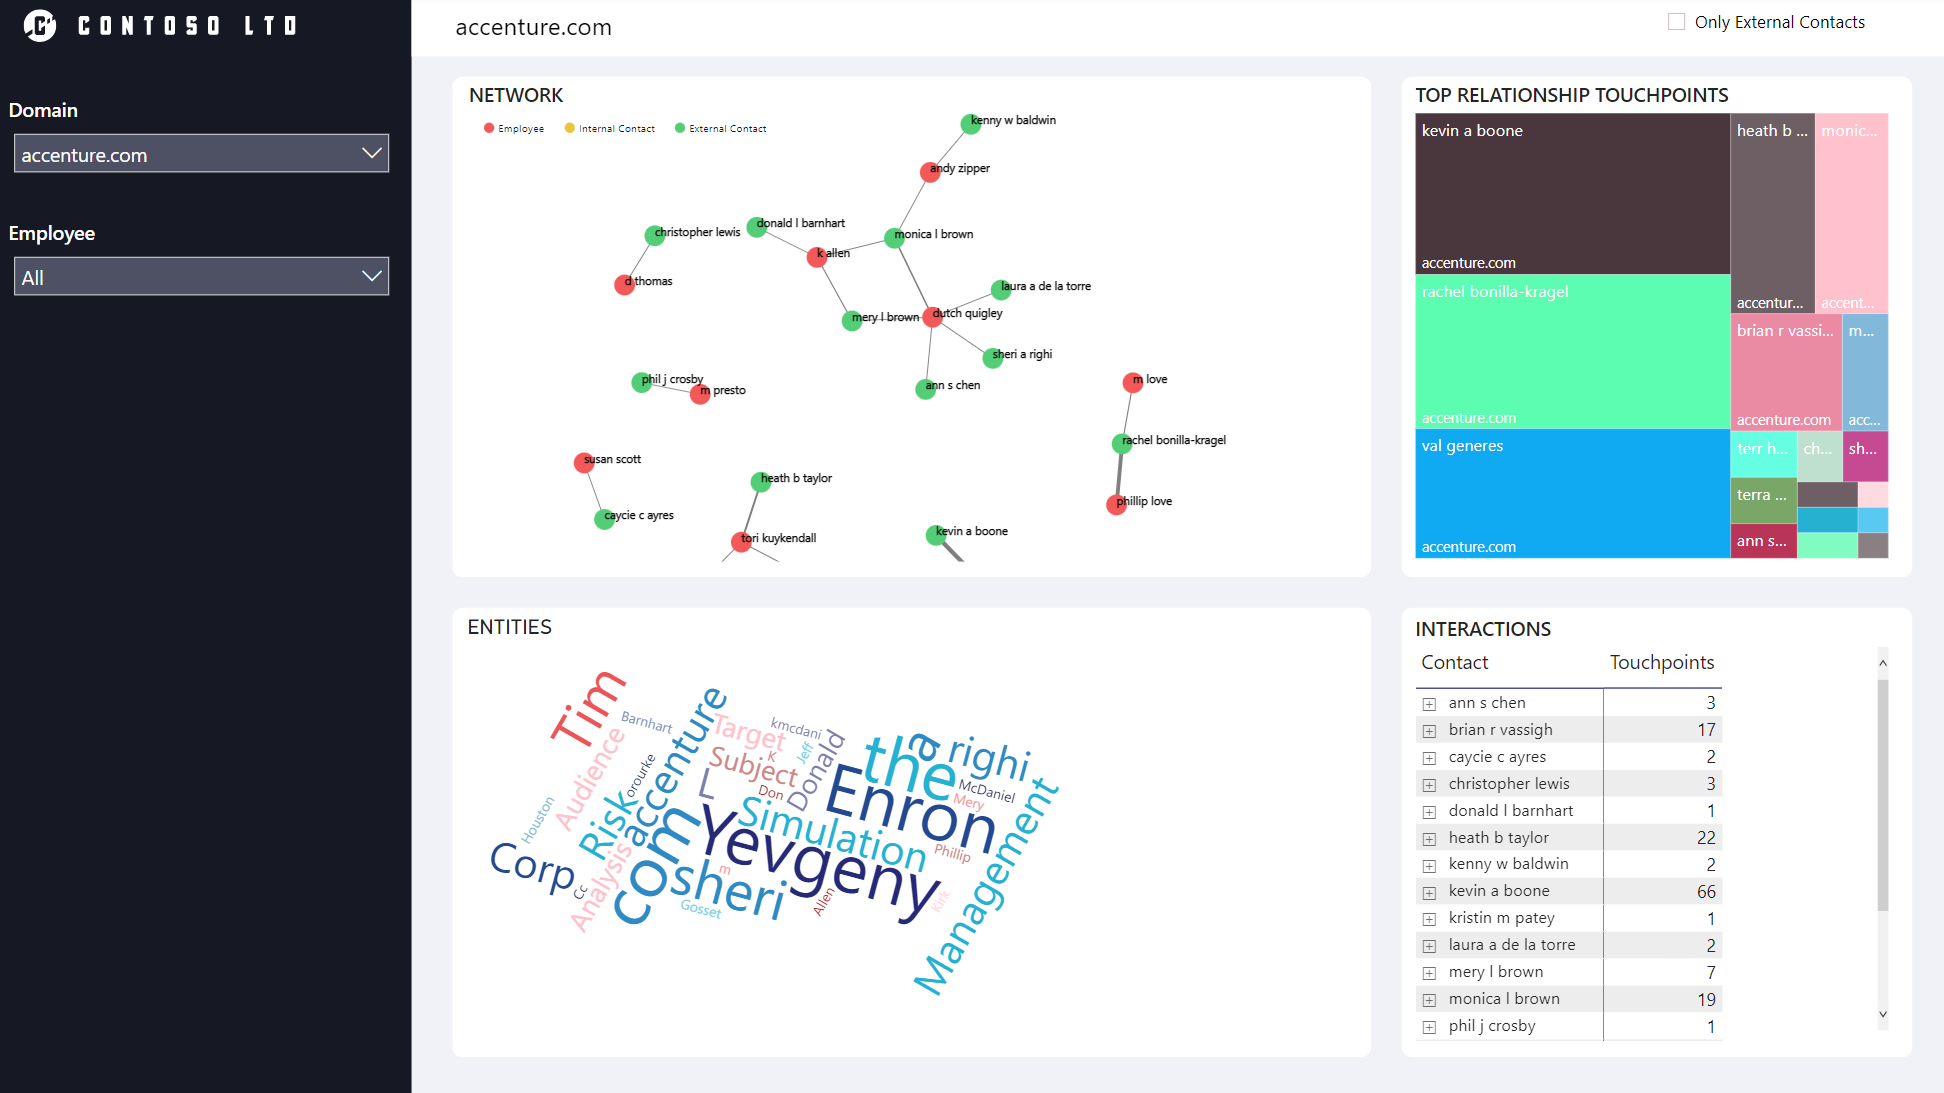 CONTOSO LTD
Domain
accenture.com
Employee
All
accenture.com
Only External Contacts
NETWORK
Employee
Internal Contact
External Contact
kenny w baldwin
andy zipper
donald l barnhart
christopher lewis
monica l brown
k allen
d thomas
laura a de la torre
mery l brown
dutch quigley
sheri a righi
phil j crosby
m presto
ann s chen
m love
rachel bonilla-kragel
susan scott
heath b taylor
phillip love
caycie c ayres
tori kuykendall
kevin a boone
TOP RELATIONSHIP TOUCHPOINTS
kevin a boone
accenture.com
heath b ...
accentur...
monic...
accent...
rachel bonilla-kragel
accenture.com
brian r vassi...
accenture.com
m...
acc...
val generes
accenture.com
terr h...
ch...
sh...
terra ...
ann s...
ENTITIES
Tim
Barnhart
Audience
orourke
accenture
Target
kmcdani
Jeff
K
Subject
Donald
L
Don
the
a
righi
McDaniel
Mery
Enron
Houston
Risk
Simulation
Corp
Cc
Analysis
com
Yevgeny
sheri
m
Gosset
Allen
Phillip
Kirk
Management
INTERACTIONS
Contact Touchpoints
ann s chen 3
brian r vassigh 17
caycie c ayres 2
christopher lewis 3
donald l barnhart 1
heath b taylor 22
kenny w baldwin 2
kevin a boone 66
kristin m patey 1
laura a de la torre 2
mery l brown 7
monica l brown 19
phil j crosby 1